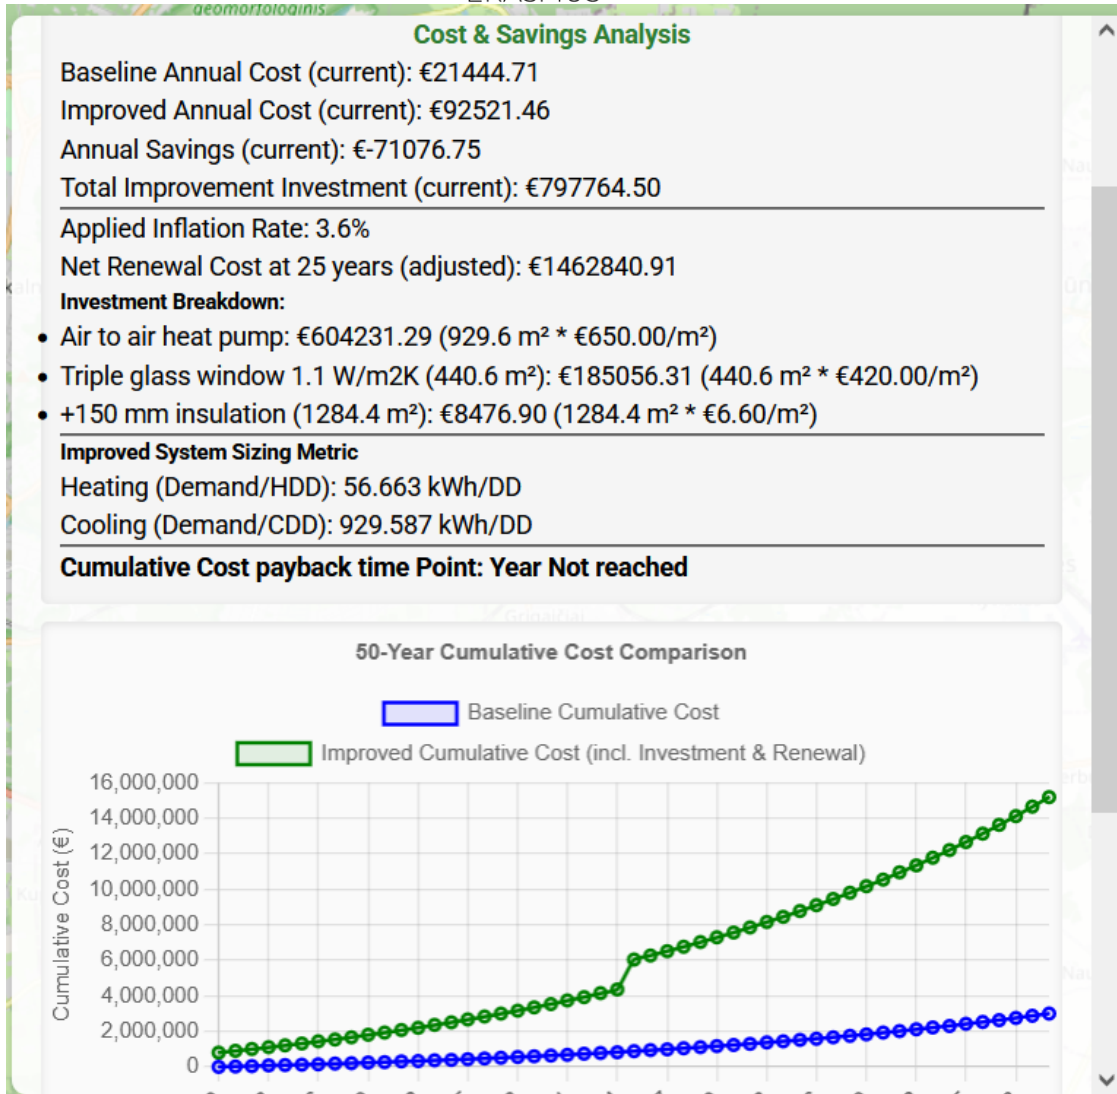 geomorfologinis
Cost & Savings Analysis
Baseline Annual Cost (current): €21444.71
Improved Annual Cost (current): €92521.46
Annual Savings (current): €-71076.75
Total Improvement Investment (current): €797764.50
Applied Inflation Rate: 3.6%
Net Renewal Cost at 25 years (adjusted): €1462840.91
Investment Breakdown:
• Air to air heat pump: €604231.29 (929.6 m² * €650.00/m²)
• Triple glass window 1.1 W/m2K (440.6 m²): €185056.31 (440.6 m² * €420.00/m²)
• +150 mm insulation (1284.4 m²): €8476.90 (1284.4 m² * €6.60/m²)
Improved System Sizing Metric
Heating (Demand/HDD): 56.663 kWh/DD
Cooling (Demand/CDD): 929.587 kWh/DD
Cumulative Cost payback time Point: Year Not reached
Grigaičiai
50-Year Cumulative Cost Comparison
Baseline Cumulative Cost
Improved Cumulative Cost (incl. Investment & Renewal)
Cumulative Cost (€)
16,000,000
14,000,000
12,000,000
10,000,000
8,000,000
6,000,000
4,000,000
2,000,000
0